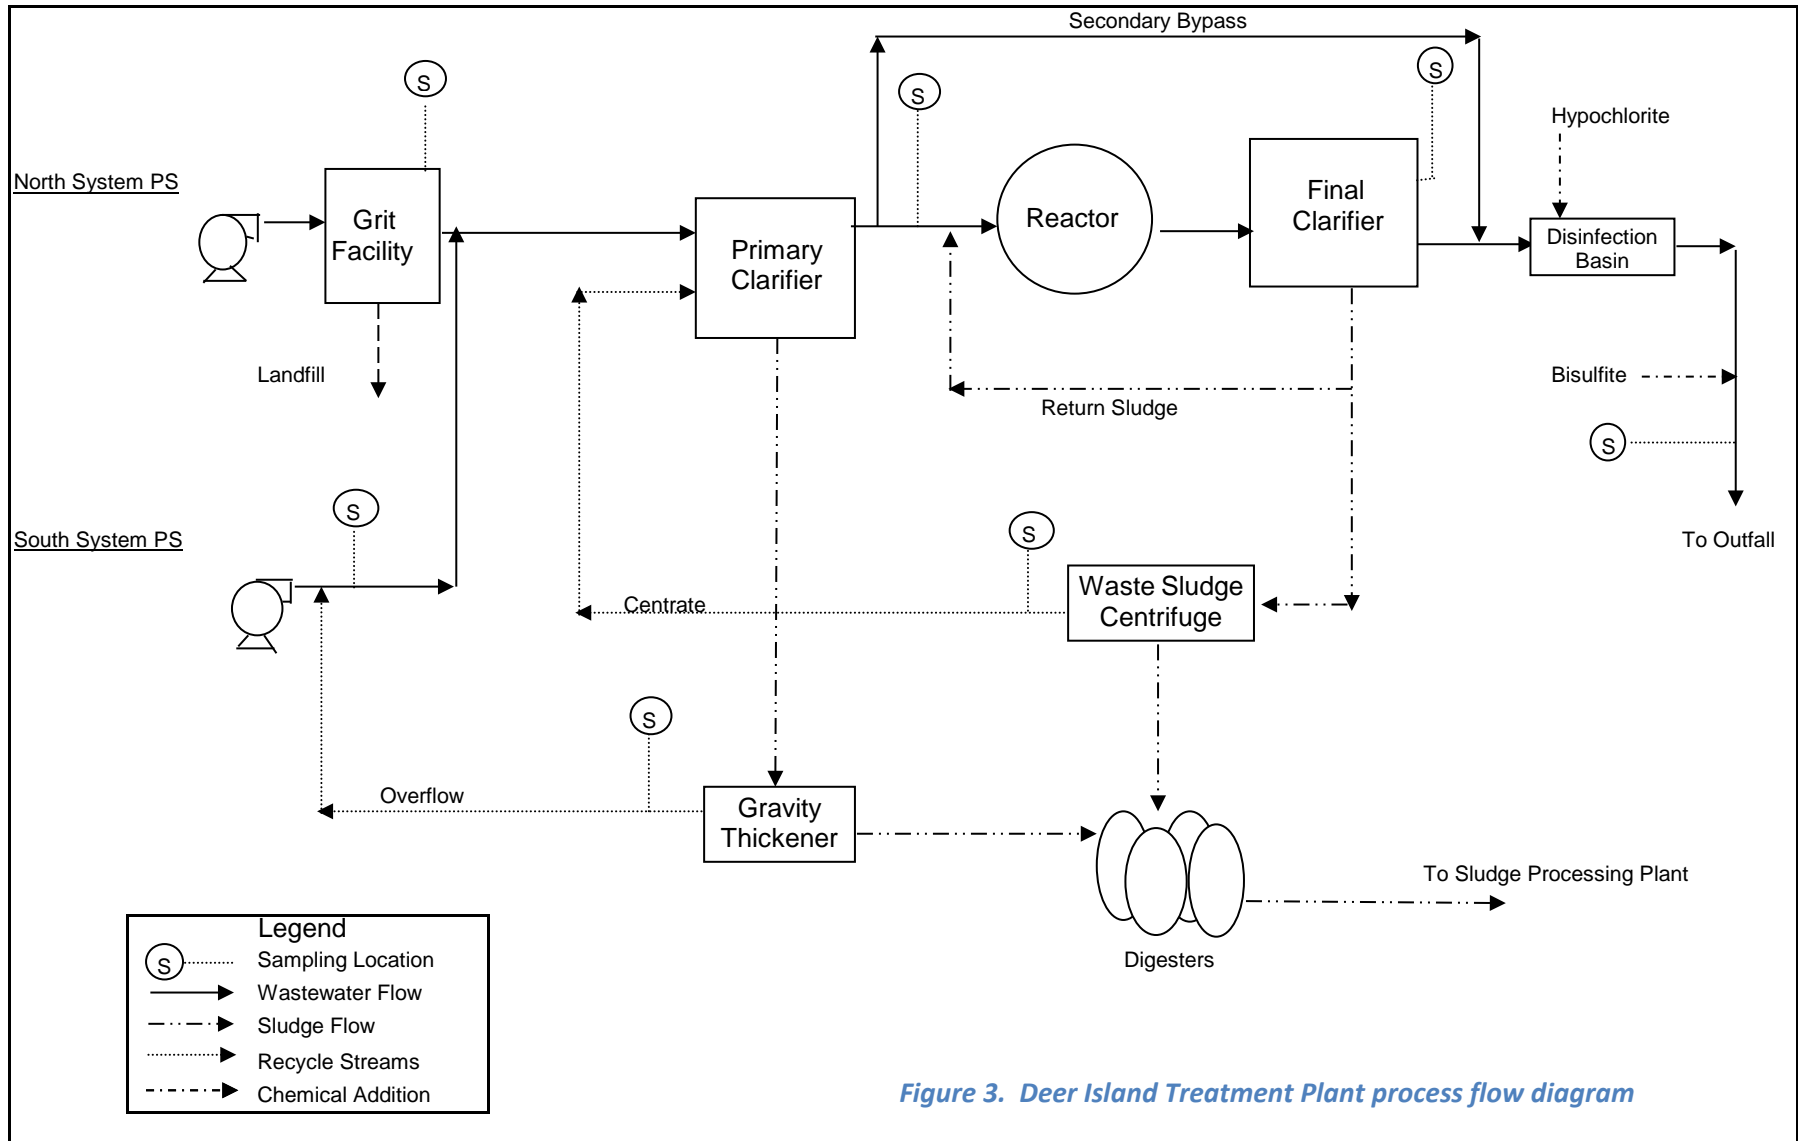 Secondary Bypass
S
S
S
Hypochlorite
North System PS
Grit
Facility
Primary
Clarifier
Reactor
Final
Clarifier
Disinfection
Basin
Landfill
Bisulfite
Return Sludge
S
S
South System PS
S
To Outfall
Centrate
Waste Sludge
Centrifuge
S
Overflow
Gravity
Thickener
To Sludge Processing Plant
Digesters
Legend
S
Sampling Location
Wastewater Flow
Sludge Flow
Recycle Streams
Chemical Addition
Figure 3. Deer Island Treatment Plant process flow diagram